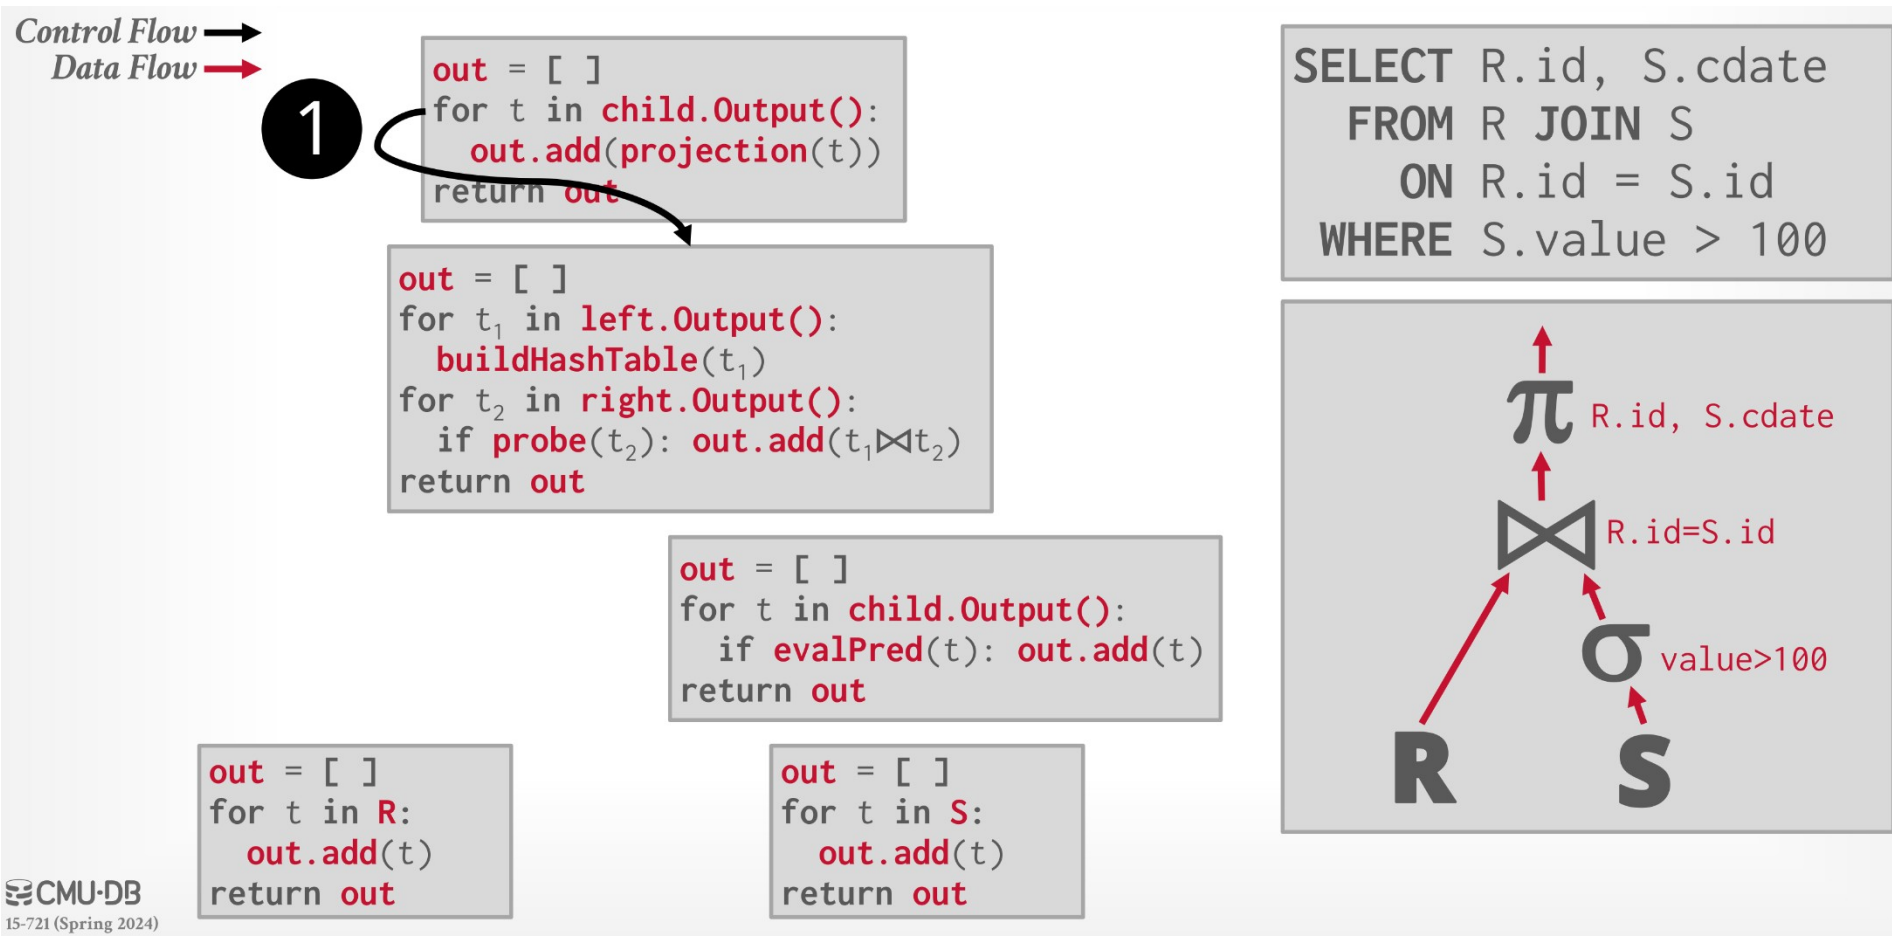 Control Flow
Data Flow
1
out = [ ]
for t in child.Output():
out.add(projection(t))
return out
out = [ ]
for t₁ in left.Output():
buildHashTable(t₁)
for t₂ in right.Output():
if probe(t₂): out.add(t₁⋈t₂)
return out
out = [ ]
for t in child.Output():
if evalPred(t): out.add(t)
return out
out = [ ]
for t in R:
out.add(t)
return out
out = [ ]
for t in S:
out.add(t)
return out
SELECT R.id, S.cdate
FROM R JOIN S
ON R.id = S.id
WHERE S.value > 100
π R.id, S.cdate
⋈ R.id=S.id
σ value>100
R S
CMU·DB
15-721 (Spring 2024)